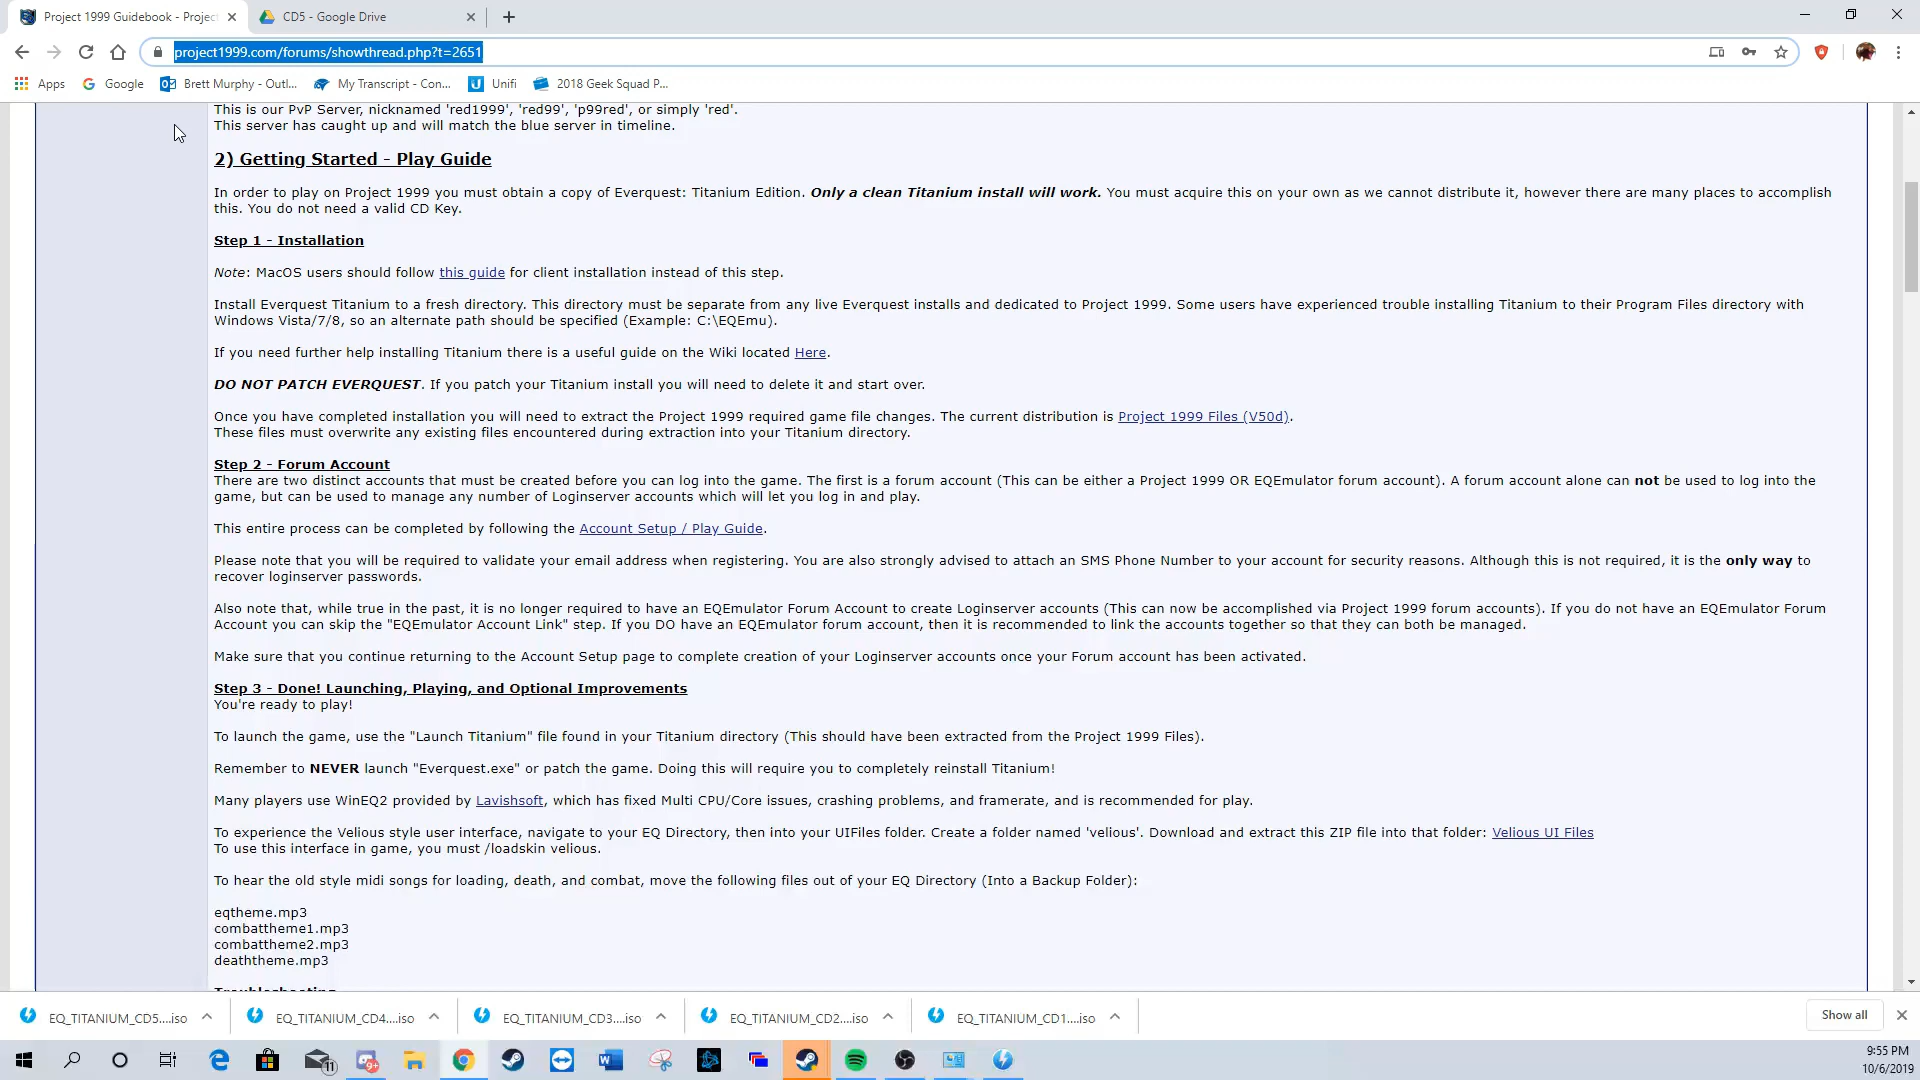 Project 1999 Guidebook - Project
CD5 - Google Drive
project1999.com/forums/showthread.php?t=2651
Apps
Google
Brett Murphy - Outl...
My Transcript - Con...
Unifi
2018 Geek Squad P...
This is our PvP Server, nicknamed 'red1999', 'red99', 'p99red', or simply 'red'.
This server has caught up and will match the blue server in timeline.
2) Getting Started - Play Guide
In order to play on Project 1999 you must obtain a copy of Everquest: Titanium Edition. Only a clean Titanium install will work. You must acquire this on your own as we cannot distribute it, however there are many places to accomplish
this. You do not need a valid CD Key.
Step 1 - Installation
Note: MacOS users should follow this guide for client installation instead of this step.
Install Everquest Titanium to a fresh directory. This directory must be separate from any live Everquest installs and dedicated to Project 1999. Some users have experienced trouble installing Titanium to their Program Files directory with
Windows Vista/7/8, so an alternate path should be specified (Example: C:\EQEmu).
If you need further help installing Titanium there is a useful guide on the Wiki located Here.
DO NOT PATCH EVERQUEST. If you patch your Titanium install you will need to delete it and start over.
Once you have completed installation you will need to extract the Project 1999 required game file changes. The current distribution is Project 1999 Files (V50d).
These files must overwrite any existing files encountered during extraction into your Titanium directory.
Step 2 - Forum Account
There are two distinct accounts that must be created before you can log into the game. The first is a forum account (This can be either a Project 1999 OR EQEmulator forum account). A forum account alone can not be used to log into the
game, but can be used to manage any number of Loginserver accounts which will let you log in and play.
This entire process can be completed by following the Account Setup / Play Guide.
Please note that you will be required to validate your email address when registering. You are also strongly advised to attach an SMS Phone Number to your account for security reasons. Although this is not required, it is the only way to
recover loginserver passwords.
Also note that, while true in the past, it is no longer required to have an EQEmulator Forum Account to create Loginserver accounts (This can now be accomplished via Project 1999 forum accounts). If you do not have an EQEmulator Forum
Account you can skip the "EQEmulator Account Link" step. If you DO have an EQEmulator forum account, then it is recommended to link the accounts together so that they can both be managed.
Make sure that you continue returning to the Account Setup page to complete creation of your Loginserver accounts once your Forum account has been activated.
Step 3 - Done! Launching, Playing, and Optional Improvements
You're ready to play!
To launch the game, use the "Launch Titanium" file found in your Titanium directory (This should have been extracted from the Project 1999 Files).
Remember to NEVER launch "Everquest.exe" or patch the game. Doing this will require you to completely reinstall Titanium!
Many players use WinEQ2 provided by Lavishsoft, which has fixed Multi CPU/Core issues, crashing problems, and framerate, and is recommended for play.
To experience the Velious style user interface, navigate to your EQ Directory, then into your UIFiles folder. Create a folder named 'velious'. Download and extract this ZIP file into that folder: Velious UI Files
To use this interface in game, you must /loadskin velious.
To hear the old style midi songs for loading, death, and combat, move the following files out of your EQ Directory (Into a Backup Folder):
eqtheme.mp3
combattheme1.mp3
combattheme2.mp3
deaththeme.mp3
Troubleshooting
EQ_TITANIUM_CD5....iso
EQ_TITANIUM_CD4....iso
EQ_TITANIUM_CD3....iso
EQ_TITANIUM_CD2....iso
EQ_TITANIUM_CD1....iso
Show all
11
9+
9:55 PM
10/6/2019